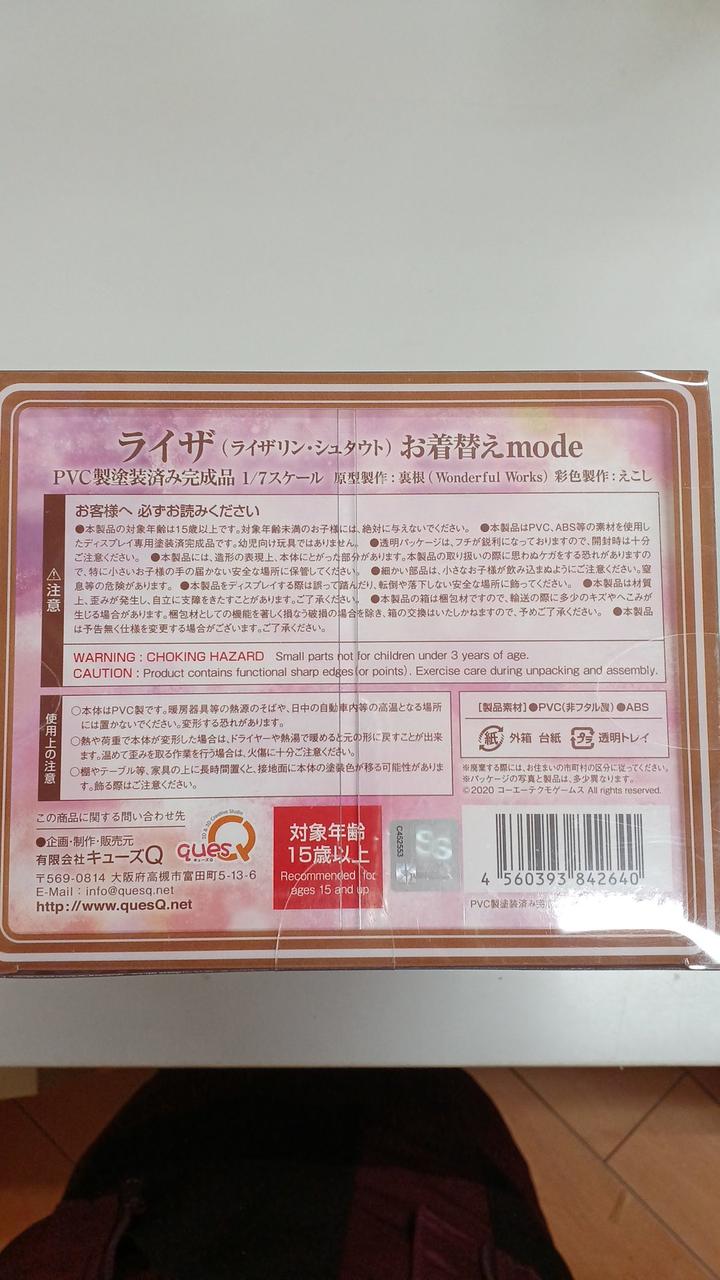 ライザ（ライザリン・シュタウト）お着替えmode
PVC製塗装済み完成品 1/7スケール 原型製作：裏根（Wonderful Works）彩色製作：えこし
⚠注意
お客様へ 必ずお読みください
●本製品の対象年齢は15歳以上です。対象年齢未満のお子様には、絶対に与えないでください。 ●本製品はPVC、ABS等の素材を使用し
たディスプレイ専用塗装済完成品です。幼児向け玩具ではありません。 ●透明パッケージは、フチが鋭利になっておりますので、開封時は十分
ご注意ください。 ●本製品には、造形の表現上、本体にとがった部分があります。本製品の取り扱いの際に思わぬケガをする恐れがありますの
で、特に小さいお子様の手の届かない安全な場所に保管してください。 ●細かい部品は、小さなお子様が飲み込まぬようにご注意ください。窒
息等の危険があります。 ●本製品をディスプレイする際は誤って踏んだり、転倒や落下しない安全な場所に飾ってください。 ●本製品は材質
上、歪みが発生し、自立に支障をきたすことがあります。ご了承ください。 ●本製品の箱は梱包材ですので、輸送の際に多少のキズやへこみが
生じる場合があります。梱包材としての機能を著しく損なう破損の場合を除き、箱の交換はいたしかねますので、予めご了承ください。 ●本製品
は予告無く仕様を変更する場合がございます。ご了承ください。
WARNING : CHOKING HAZARD Small parts not for children under 3 years of age.
CAUTION : Product contains functional sharp edges (or points). Exercise care during unpacking and assembly.
使用上の注意
○本体はPVC製です。暖房器具等の熱源のそばや、日中の自動車内等の高温となる場所
には置かないでください。変形する恐れがあります。
○熱や荷重で本体が変形した場合は、ドライヤーや熱湯で暖めると元の形に戻すことが出来
ます。温めて歪みを取る作業を行う場合は、火傷に十分ご注意ください。
○棚やテーブル等、家具の上に長時間置くと、接地面に本体の塗装色が移る可能性がありま
す。飾る際はご注意ください。
【製品素材】●PVC(非フタル酸) ●ABS
紙 外箱 台紙 プラ 透明トレイ
※廃棄する際には、お住まいの市町村の区分に従ってください。
※パッケージの写真と製品は、多少異なります。
©2020 コーエーテクモゲームス All rights reserved.
この商品に関する問い合わせ先
●企画・制作・販売元
有限会社キューズQ
〒569-0814 大阪府高槻市富田町5-13-6
E-Mail : info@quesq.net
http://www.quesQ.net
2D & 3D Creative Studio
quesQ
キューズQ
対象年齢
15歳以上
Recommended for
ages 15 and up
C452553
SS
4 560393 842640
PVC製塗装済み完